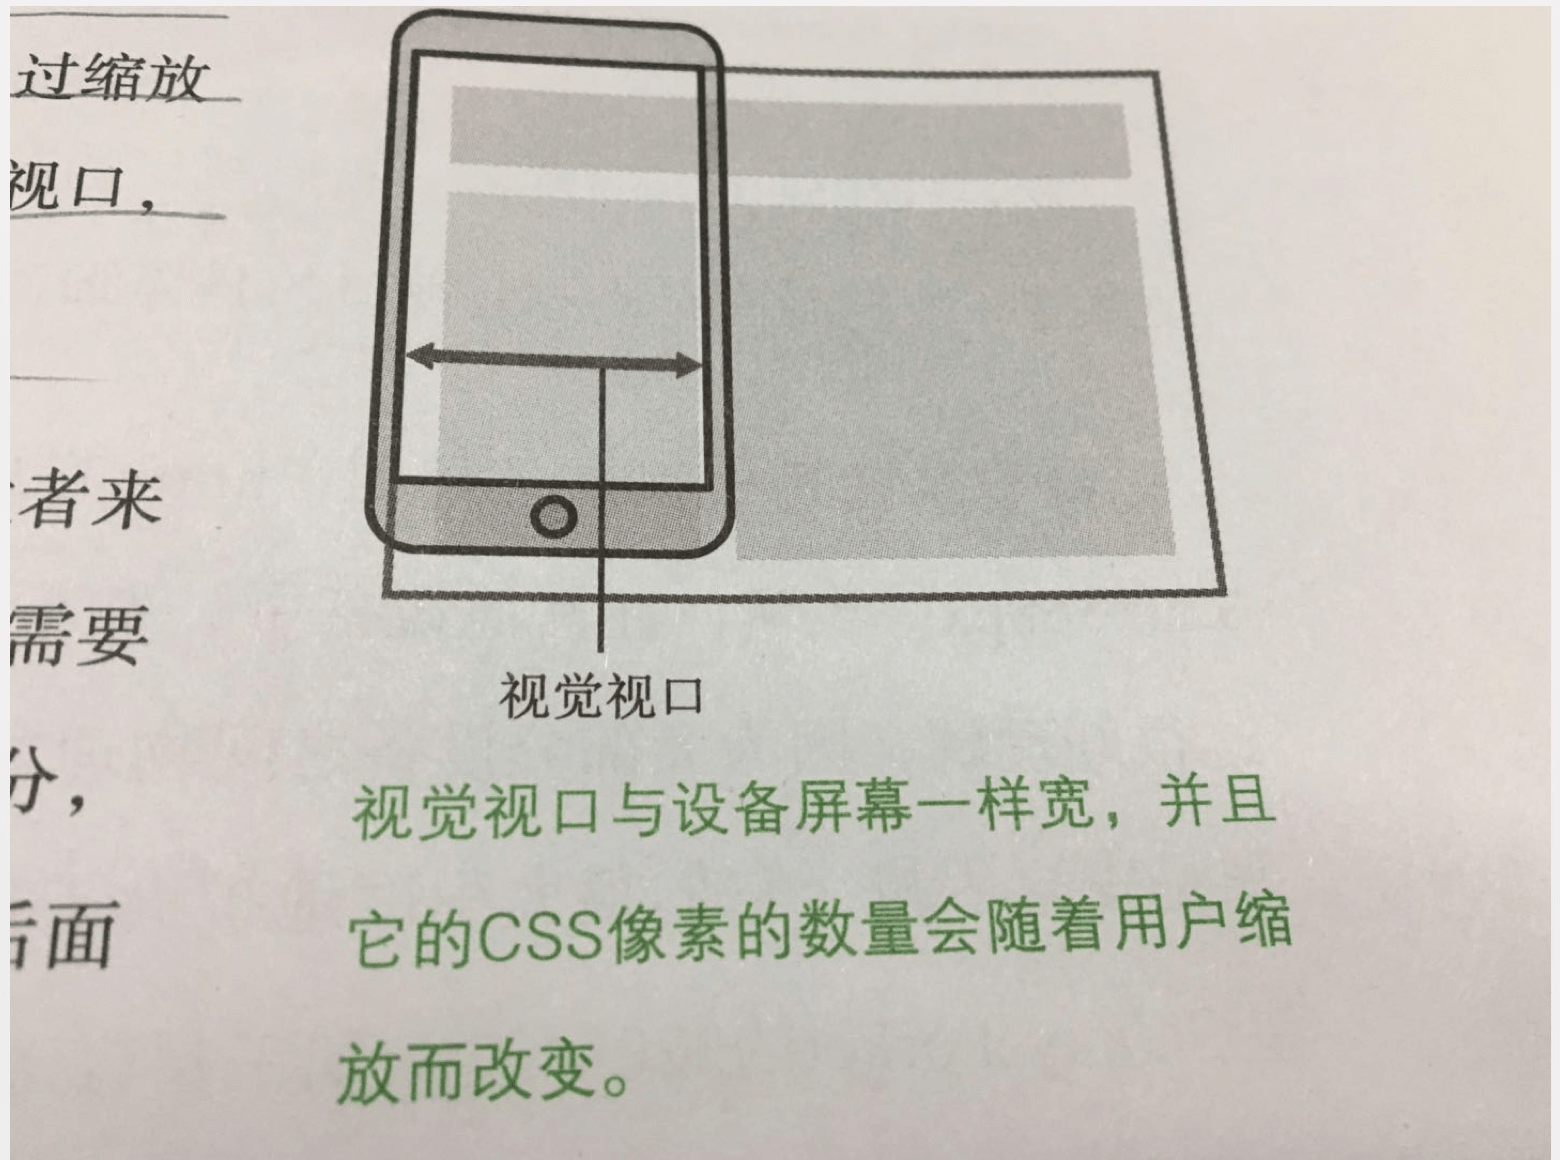 过缩放
视口，
者来
需要
分，
后面
视觉视口
视觉视口与设备屏幕一样宽，并且
它的CSS像素的数量会随着用户缩
放而改变。